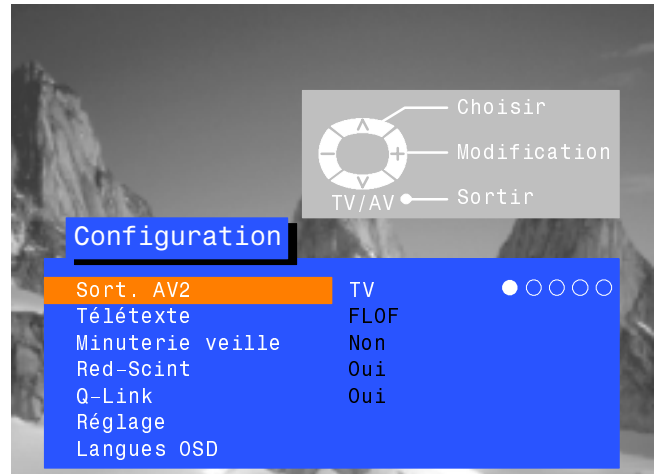 Choisir
Modification
TV/AV Sortir
Configuration
Sort. AV2 TV
Télétexte FLOF
Minuterie veille Non
Red-Scint Oui
Q-Link Oui
Réglage
Langues OSD